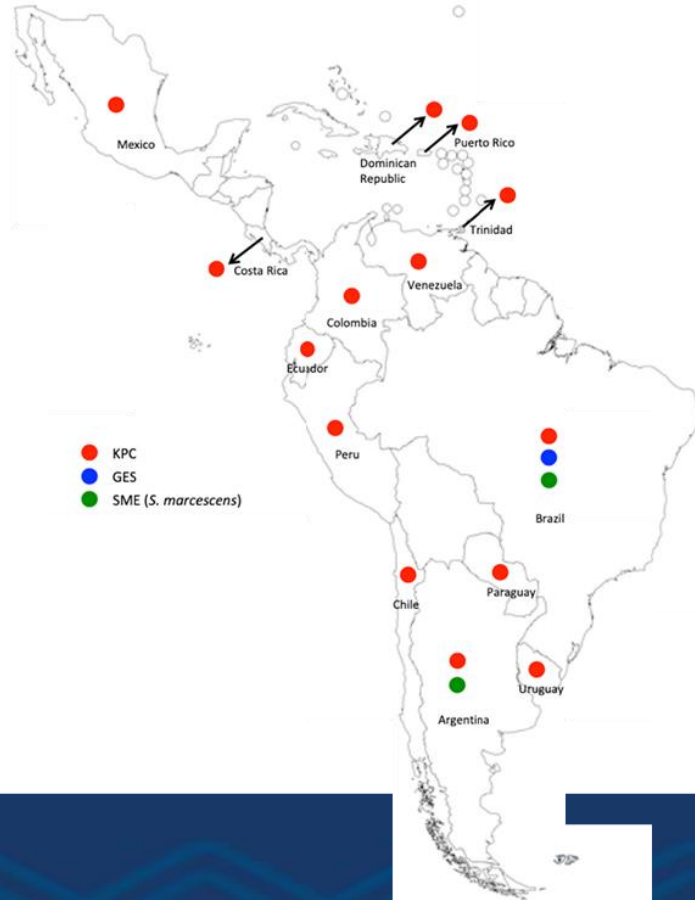 Mexico
Puerto Rico
Dominican
Republic
Trinidad
Costa Rica
Venezuela
Colombia
Ecuador
Peru
KPC
GES
SME (S. marcescens)
Brazil
Paraguay
Chile
Uruguay
Argentina